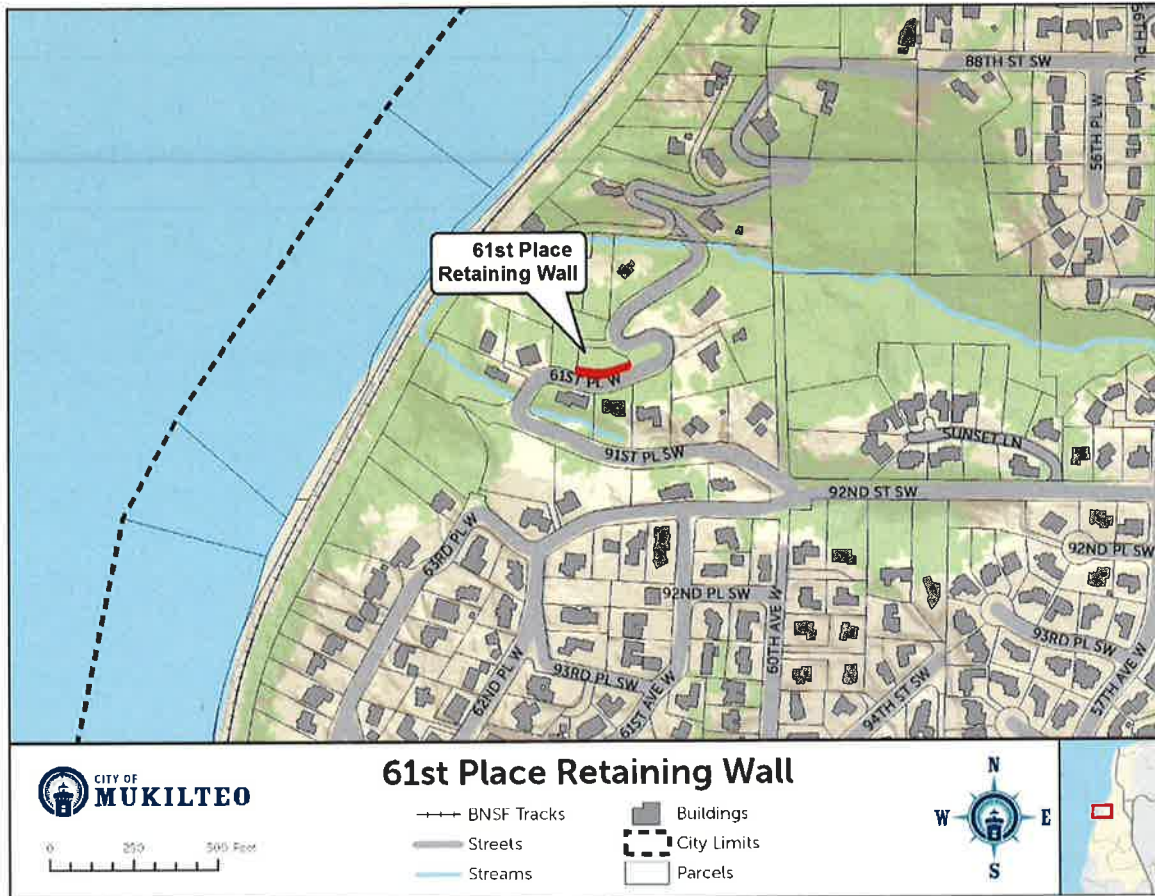 56TH PL W
88TH ST SW
56TH PL W
61st Place
Retaining Wall
61ST PL W
91ST PL SW
SUNSET LN
92ND ST SW
63RD PL W
92ND PL SW
92ND PL SW
60TH AVE W
93RD PL SW
93RD PL SW
62ND PL W
61ST AVE W
94TH ST SW
57TH AVE W
CITY OF
MUKILTEO
0 250 500 Feet
61st Place Retaining Wall
BNSF Tracks
Streets
Streams
Buildings
City Limits
Parcels
N
W E
S